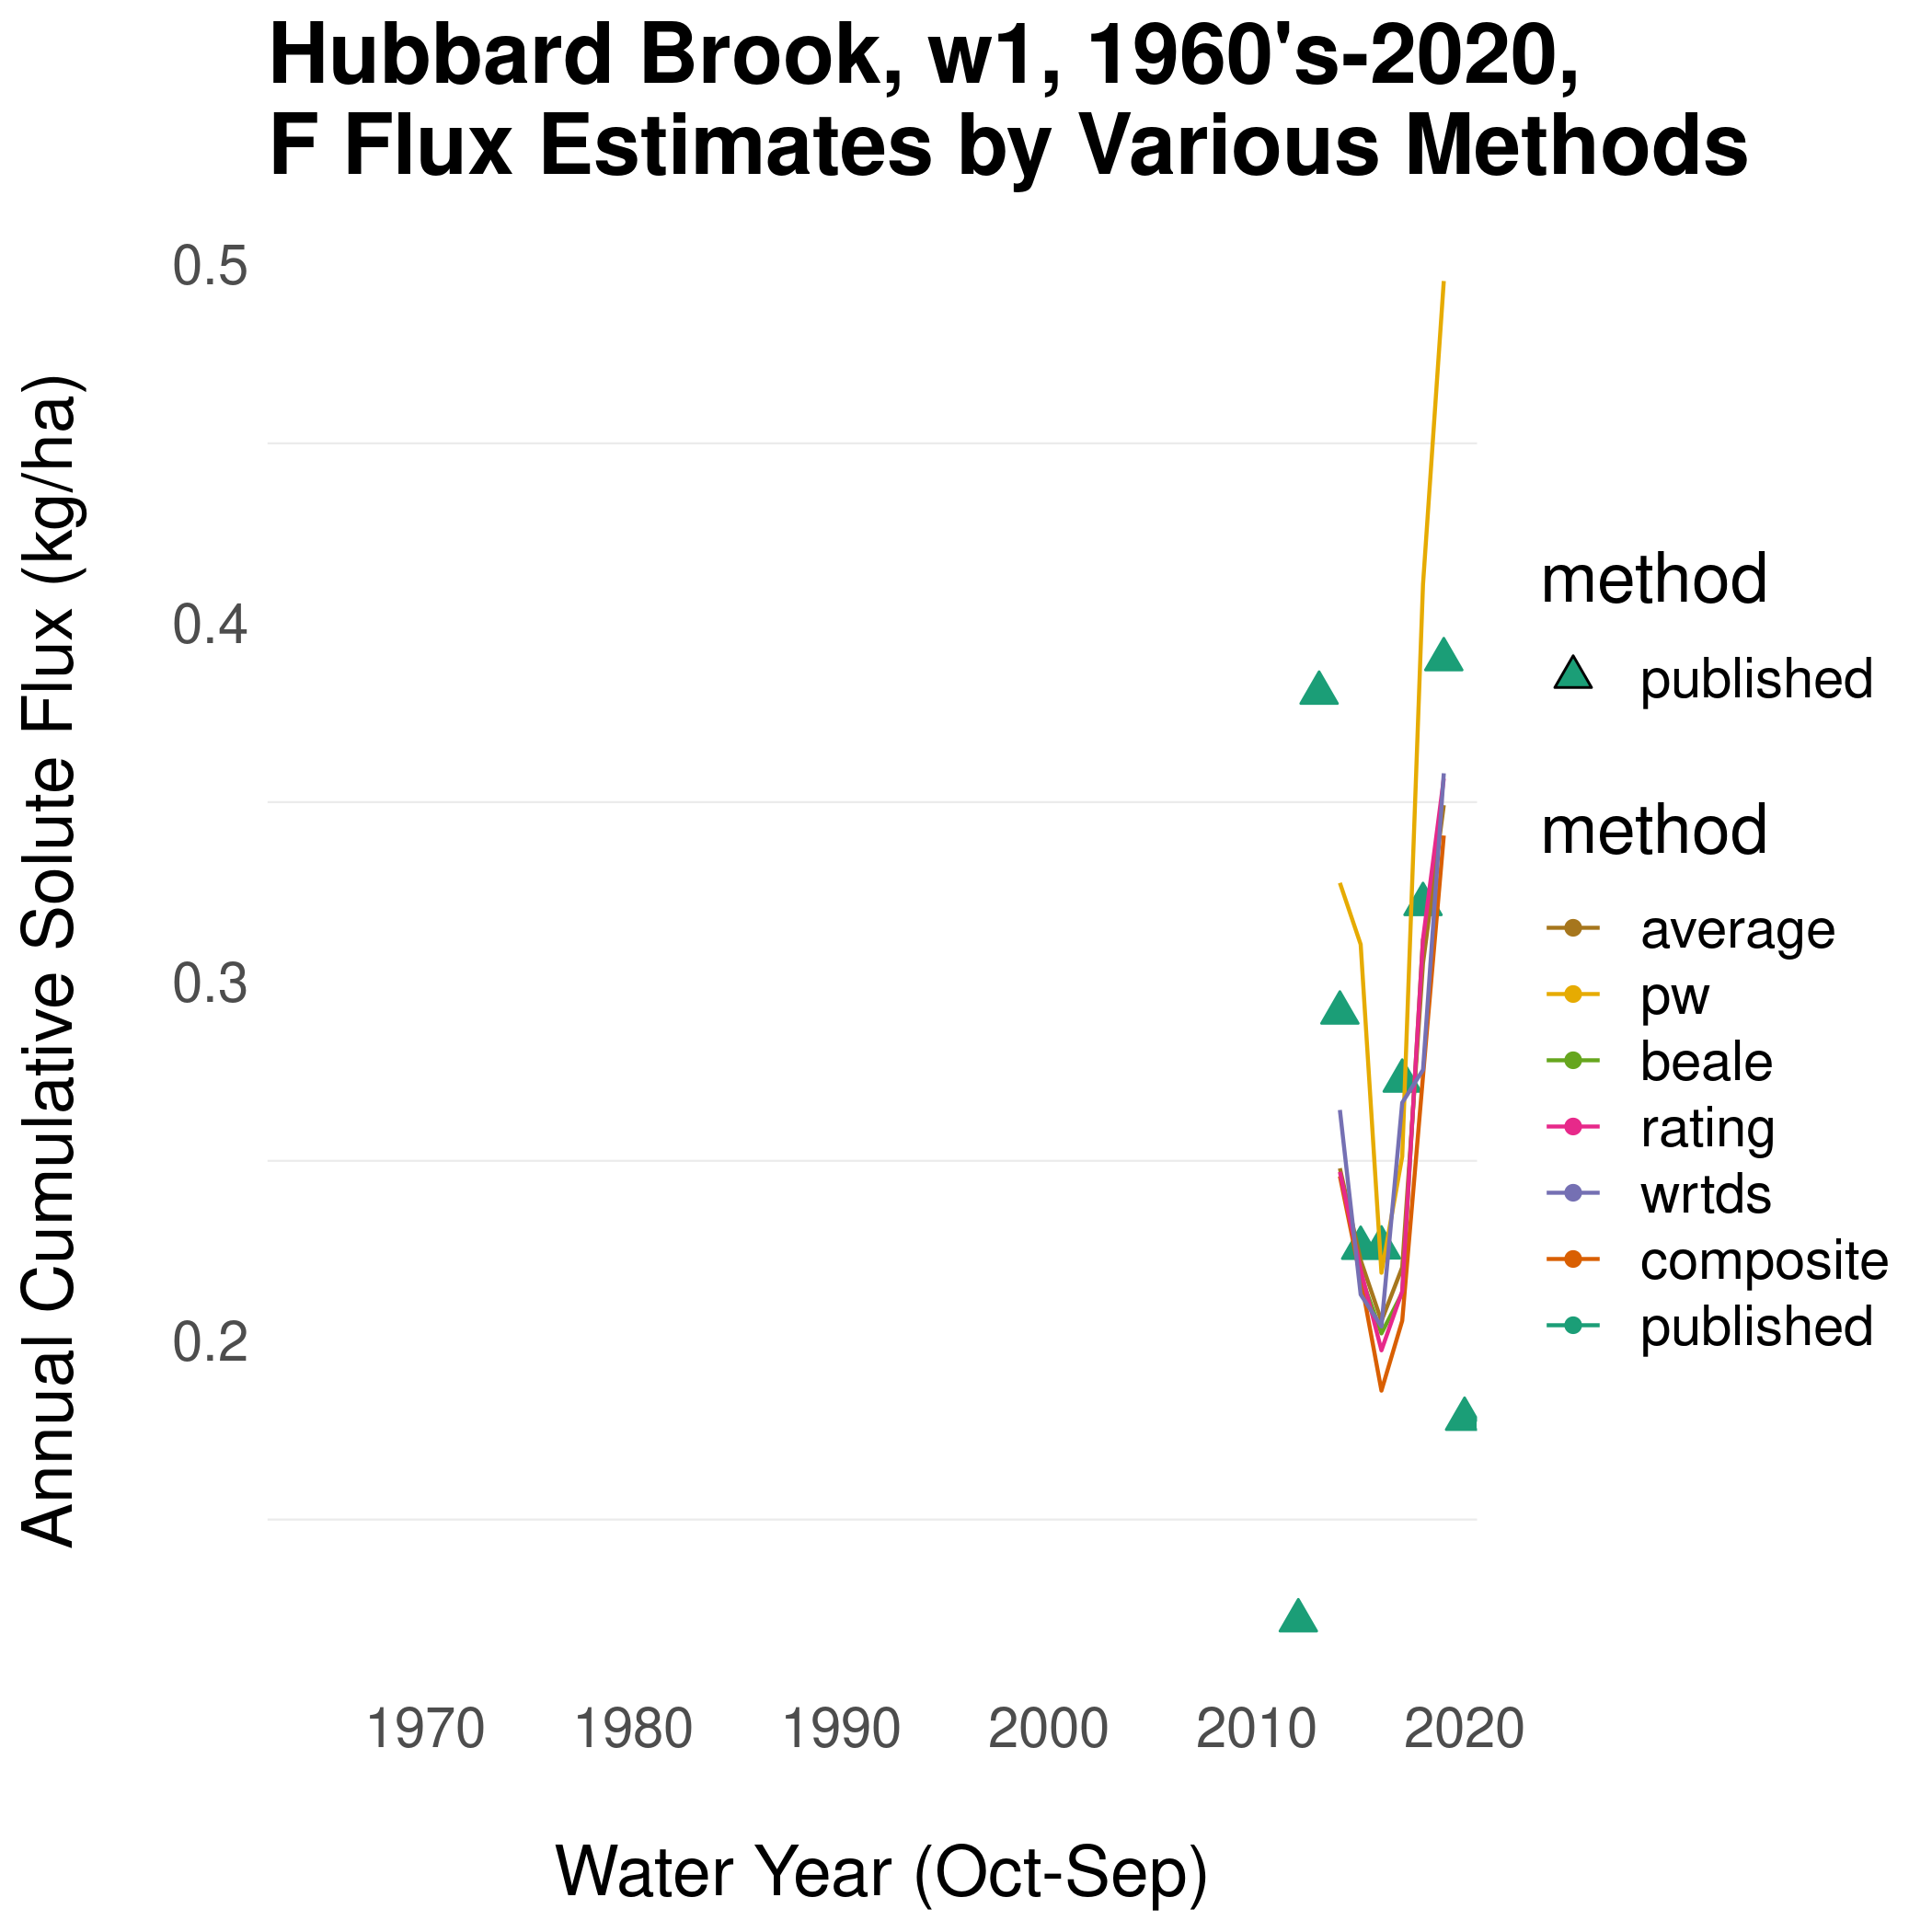 Hubbard Brook, w1, 1960's-2020,
F Flux Estimates by Various Methods
Annual Cumulative Solute Flux (kg/ha)
0.5
0.4
0.3
0.2
1970 1980 1990 2000 2010 2020
Water Year (Oct-Sep)
method
published
method
average
pw
beale
rating
wrtds
composite
published